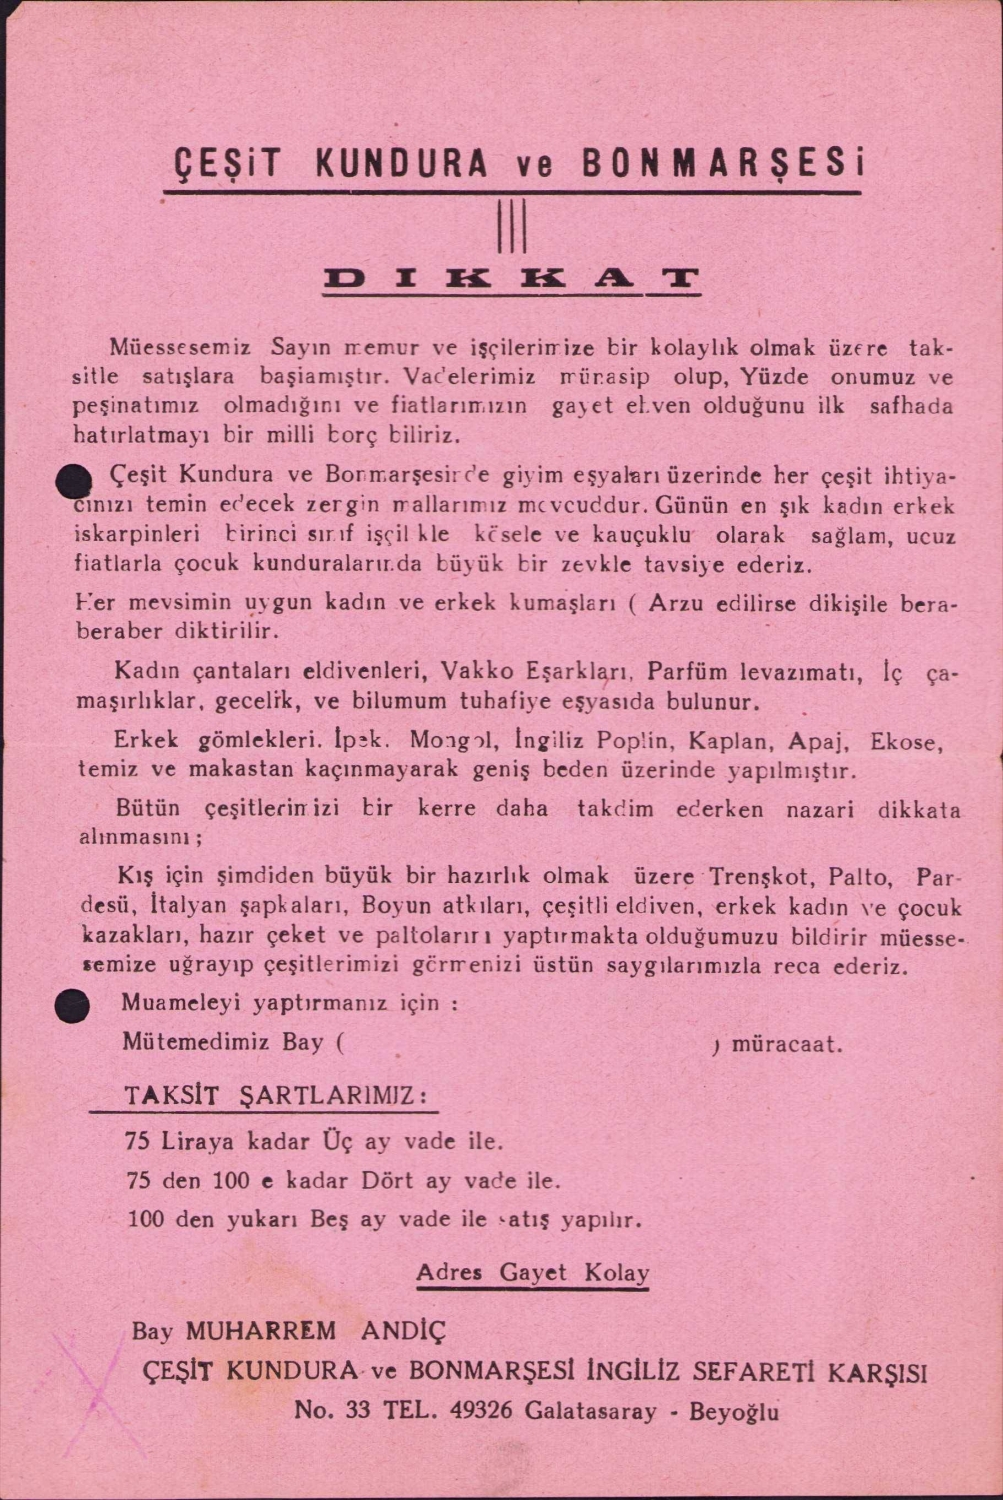 ÇEŞiT KUNDURA ve BONMARŞESi
DIKKAT
Müessesemiz Sayın memur ve işçilerimize bir kolaylık olmak üzere tak-
sitle satışlara başiamıştır. Vadelerimiz münasip olup, Yüzde onumuz ve
peşinatımız olmadığını ve fiatlarımızın gayet elven olduğunu ilk safhada
hatırlatmayı bir milli borç biliriz.
Çeşit Kundura ve Bonmarşesinde giyim eşyaları üzerinde her çeşit ihtiya-
cınızı temin edecek zergin mallarımız mevcuddur. Günün en şık kadın erkek
iskarpinleri birinci sınıf işçilikle kösele ve kauçuklu olarak sağlam, ucuz
fiatlarla çocuk kunduralarında büyük bir zevkle tavsiye ederiz.
Her mevsimin uygun kadın ve erkek kumaşları ( Arzu edilirse dikişile bera-
beraber diktirilir.
Kadın çantaları eldivenleri, Vakko Eşarkları, Parfüm levazımatı, İç ça-
maşırlıklar, gecelik, ve bilumum tuhafiye eşyasıda bulunur.
Erkek gömlekleri. İpek. Mongol, İngiliz Poplin, Kaplan, Apaj, Ekose,
temiz ve makastan kaçınmayarak geniş beden üzerinde yapılmıştır.
Bütün çeşitlerimizi bir kerre daha takdim ederken nazari dikkata
alınmasını ;
Kış için şimdiden büyük bir hazırlık olmak üzere Trenşkot, Palto, Par-
desü, İtalyan şapkaları, Boyun atkıları, çeşitli eldiven, erkek kadın ve çocuk
kazakları, hazır çeket ve paltolarını yaptırmakta olduğumuzu bildirir müesse-
semize uğrayıp çeşitlerimizi görmenizi üstün saygılarımızla reca ederiz.
Muameleyi yaptırmanız için :
Mütemedimiz Bay ( ) müracaat.
TAKSİT ŞARTLARIMIZ:
75 Liraya kadar Üç ay vade ile.
75 den 100 e kadar Dört ay vade ile.
100 den yukarı Beş ay vade ile satış yapılır.
Adres Gayet Kolay
Bay MUHARREM ANDİÇ
ÇEŞİT KUNDURA ve BONMARŞESİ İNGİLİZ SEFARETİ KARŞISI
No. 33 TEL. 49326 Galatasaray - Beyoğlu